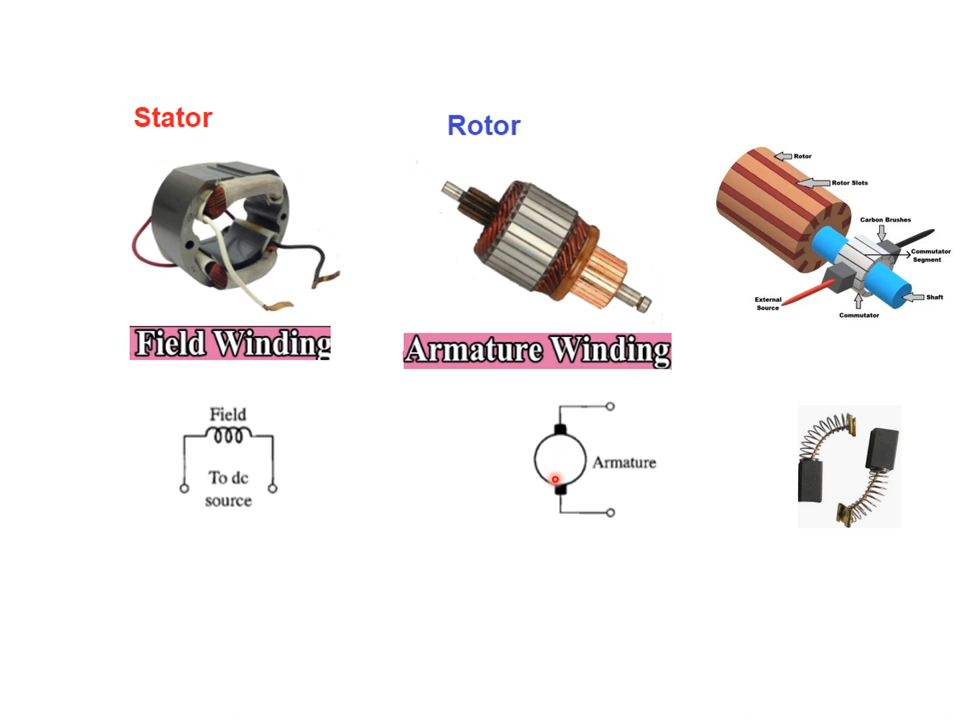 Stator
Rotor
Rotor
Rotor Slots
Carbon Brushes
Commutator
Segment
Shaft
External
Source
Commutator
Field Winding
Armature Winding
Field
To dc
source
Armature